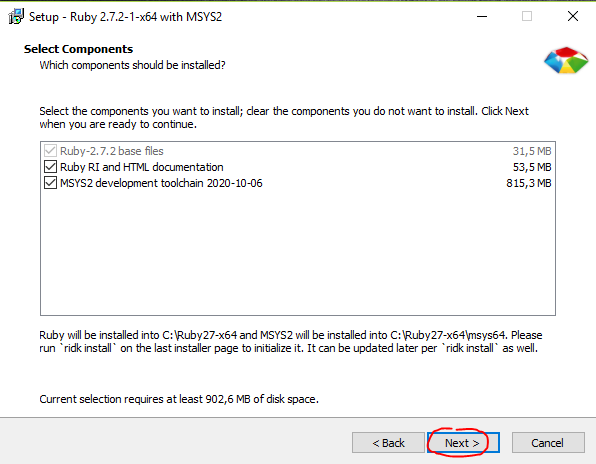 Setup - Ruby 2.7.2-1-x64 with MSYS2
Select Components
Which components should be installed?
Select the components you want to install; clear the components you do not want to install. Click Next
when you are ready to continue.
Ruby-2.7.2 base files 31,5 MB
Ruby RI and HTML documentation 53,5 MB
MSYS2 development toolchain 2020-10-06 815,3 MB
Ruby will be installed into C:\Ruby27-x64 and MSYS2 will be installed into C:\Ruby27-x64\msys64. Please
run `ridk install` on the last installer page to initialize it. It can be updated later per `ridk install` as well.
Current selection requires at least 902,6 MB of disk space.
< Back Next > Cancel